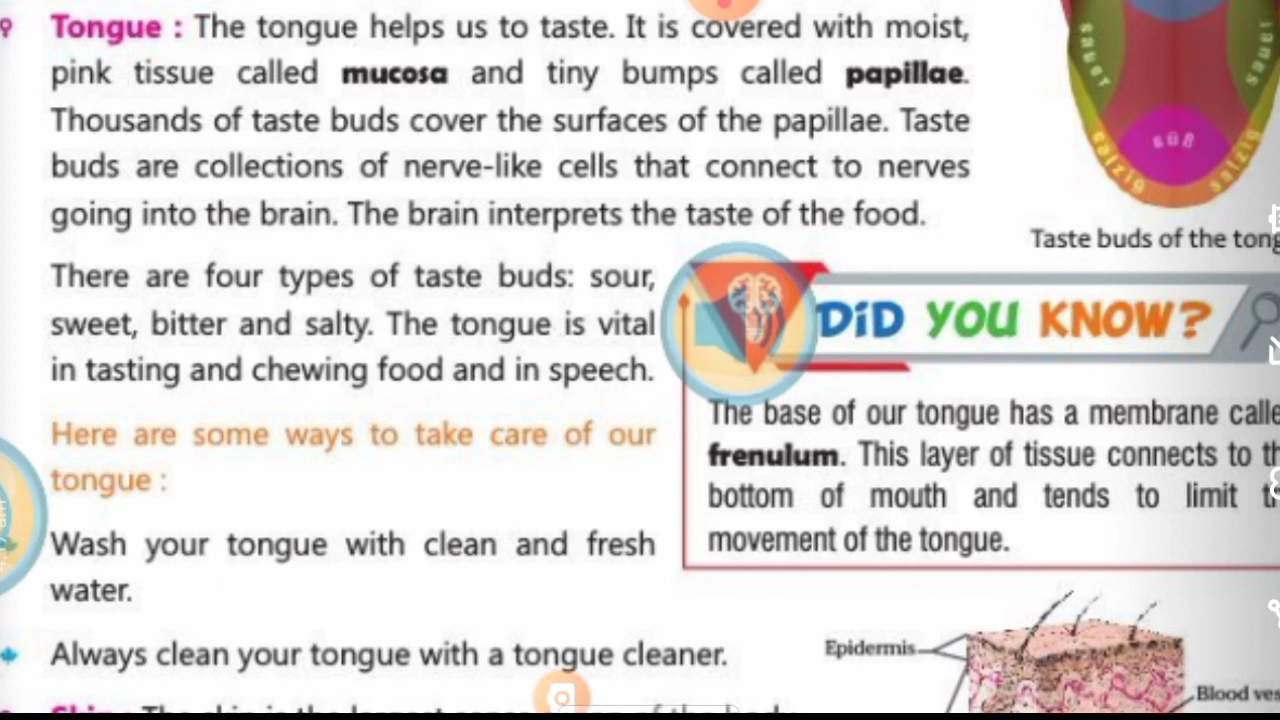 Tongue : The tongue helps us to taste. It is covered with moist,
pink tissue called mucosa and tiny bumps called papillae.
Thousands of taste buds cover the surfaces of the papillae. Taste
buds are collections of nerve-like cells that connect to nerves
going into the brain. The brain interprets the taste of the food.
sauer
sauer
süß
salzig
salzig
Taste buds of the tong
There are four types of taste buds: sour,
sweet, bitter and salty. The tongue is vital
in tasting and chewing food and in speech.
Here are some ways to take care of our
tongue :
Wash your tongue with clean and fresh
water.
Always clean your tongue with a tongue cleaner.
DiD YOU KNOW?
The base of our tongue has a membrane calle
frenulum. This layer of tissue connects to th
bottom of mouth and tends to limit
movement of the tongue.
Epidermis
Blood ves